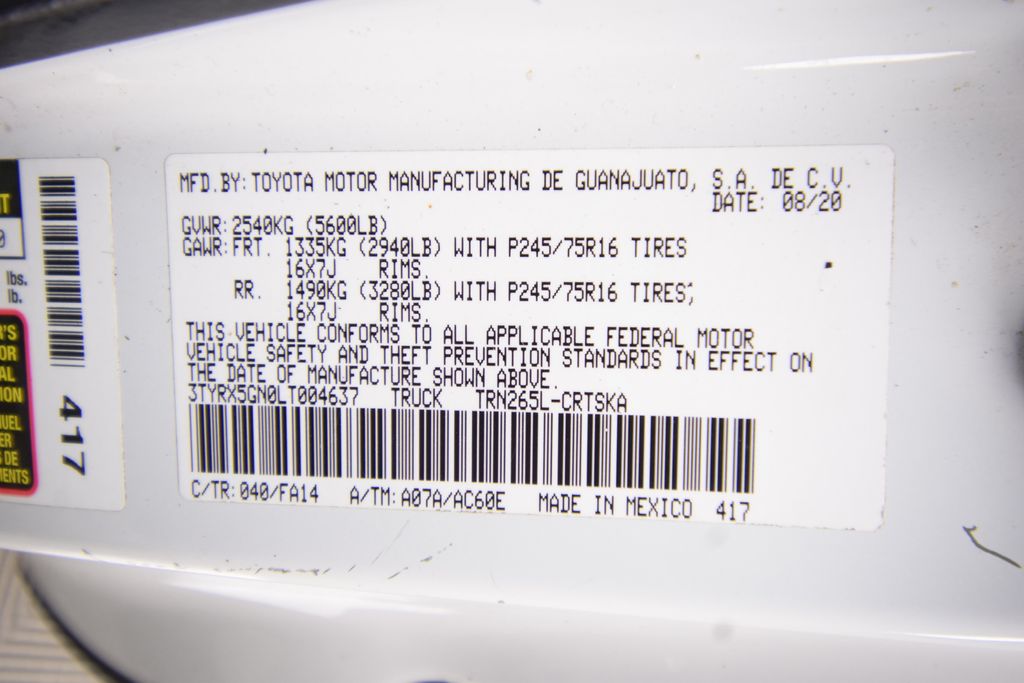 MFD.BY:TOYOTA MOTOR MANUFACTURING DE GUANAJUATO, S.A. DE C.V.
DATE: 08/20
GVWR:2540KG (5600LB)
GAWR:FRT. 1335KG (2940LB) WITH P245/75R16 TIRES
16X7J RIMS.
RR. 1490KG (3280LB) WITH P245/75R16 TIRES,
16X7J RIMS.
THIS VEHICLE CONFORMS TO ALL APPLICABLE FEDERAL MOTOR
VEHICLE SAFETY AND THEFT PREVENTION STANDARDS IN EFFECT ON
THE DATE OF MANUFACTURE SHOWN ABOVE.
3TYRX5GN0LT004637 TRUCK TRN265L-CRTSKA
C/TR:040/FA14 A/TM:A07A/AC60E MADE IN MEXICO 417
lbs.
lb.
417